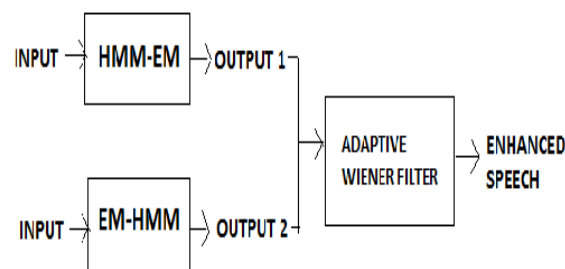 INPUT
HMM-EM
OUTPUT 1
ADAPTIVE
WIENER FILTER
ENHANCED
SPEECH
INPUT
EM-HMM
OUTPUT 2